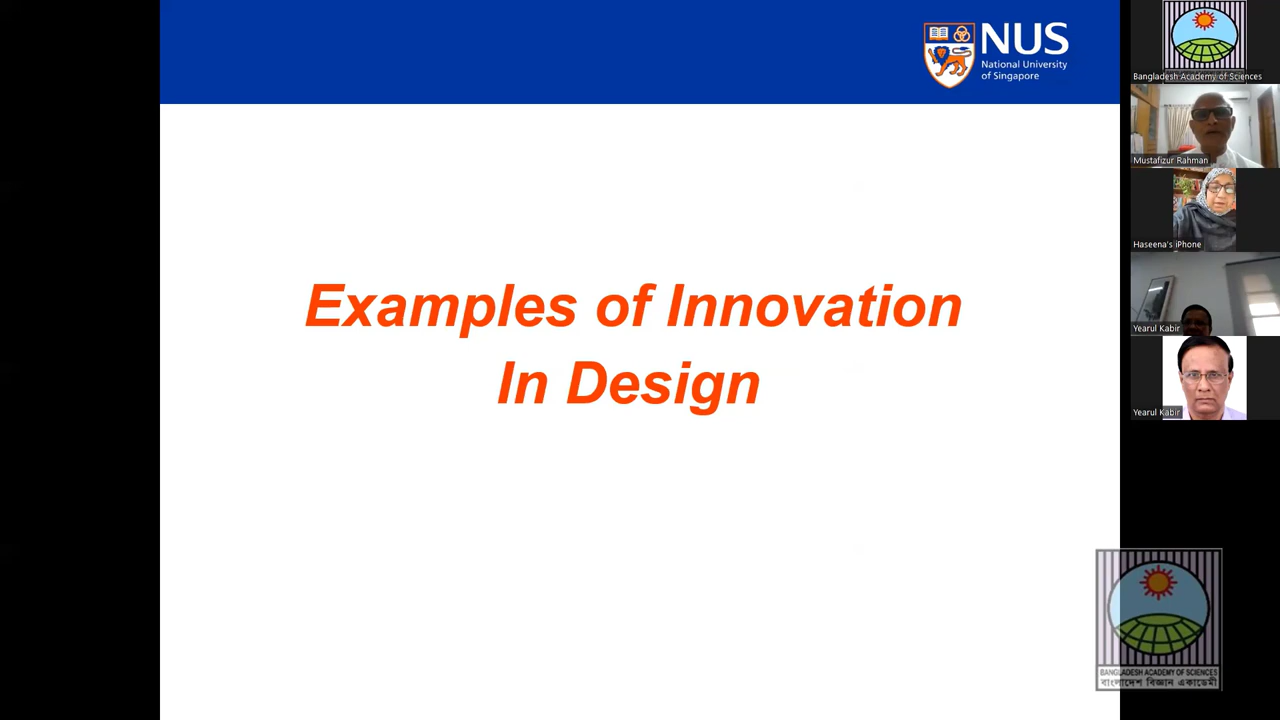 NUS
National University
of Singapore
Examples of Innovation
In Design
Bangladesh Academy of Sciences
Mustafizur Rahman
Haseena's iPhone
Yearul Kabir
Yearul Kabir
BANGLADESH ACADEMY OF SCIENCES
বাংলাদেশ বিজ্ঞান একাডেমী